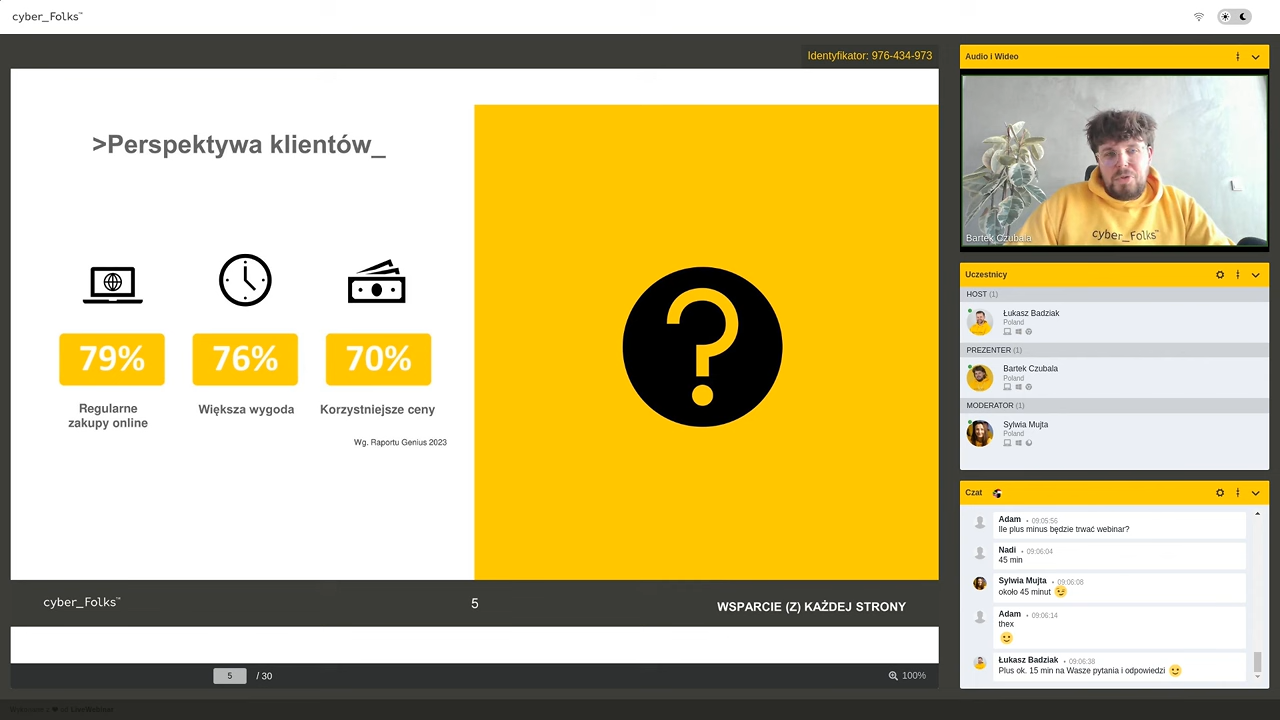 cyber_Folks™
Identyfikator: 976-434-973
>Perspektywa klientów_
79%
76%
70%
Regularne
zakupy online
Większa wygoda
Korzystniejsze ceny
Wg. Raportu Genius 2023
cyber_Folks™
5
WSPARCIE (Z) KAŻDEJ STRONY
5 / 30
100%
Audio i Wideo
cyber_Folks™
Bartek Czubala
Uczestnicy
HOST (1)
Łukasz Badziak
Poland
PREZENTER (1)
Bartek Czubala
Poland
MODERATOR (1)
Sylwia Mujta
Poland
Czat
Adam • 09:05:56
Ile plus minus będzie trwać webinar?
Nadi • 09:06:04
45 min
Sylwia Mujta • 09:06:08
około 45 minut 😉
Adam • 09:06:14
thex
🙂
Łukasz Badziak • 09:06:38
Plus ok. 15 min na Wasze pytania i odpowiedzi 🙂